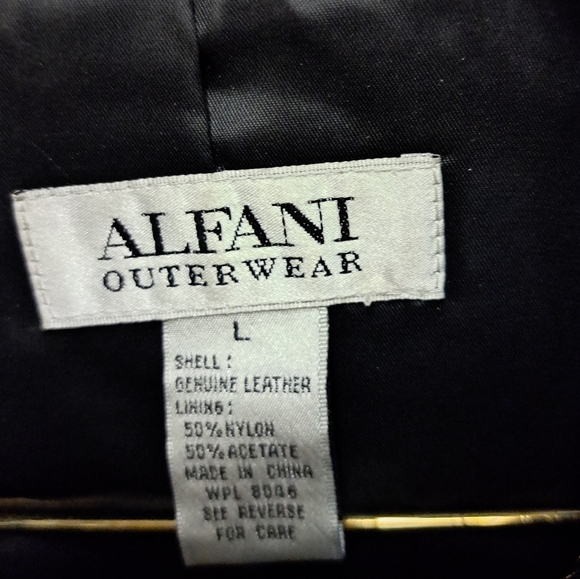 ALFANI
OUTERWEAR
L
SHELL:
GENUINE LEATHER
LINING:
50% NYLON
50% ACETATE
MADE IN CHINA
WPL 8046
SEE REVERSE
FOR CARE